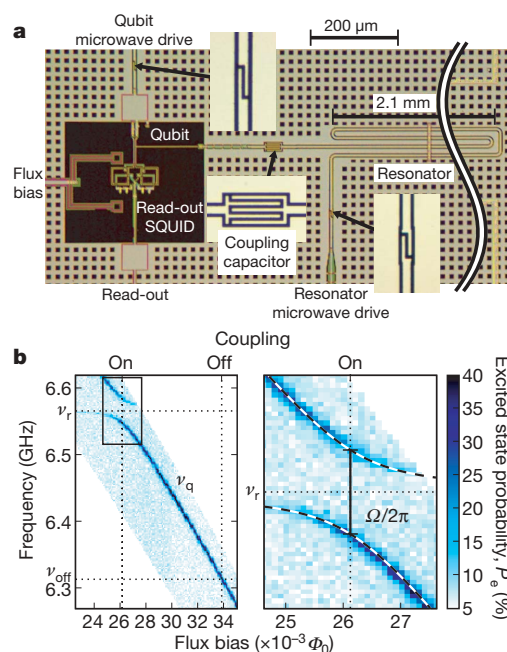 a
Qubit
microwave drive
200 µm
2.1 mm
Qubit
Flux
bias
Resonator
Read-out
SQUID
Coupling
capacitor
Read-out
Resonator
microwave drive
b
Coupling
On
Off
On
6.6
νr
6.5
6.4
νoff
6.3
Frequency (GHz)
νq
νr
Ω/2π
24
26
28
30
32
34
25
26
27
Flux bias (×10⁻³ Φ₀)
40
35
30
25
20
15
10
5
Excited state probability, Pe (%)